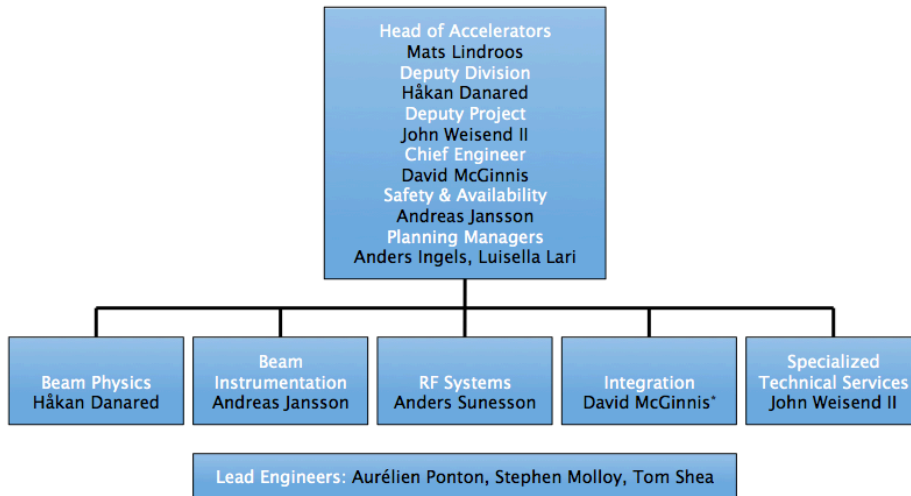 Head of Accelerators
Mats Lindroos
Deputy Division
Håkan Danared
Deputy Project
John Weisend II
Chief Engineer
David McGinnis
Safety & Availability
Andreas Jansson
Planning Managers
Anders Ingels, Luisella Lari
Beam Physics
Håkan Danared
Beam
Instrumentation
Andreas Jansson
RF Systems
Anders Sunesson
Integration
David McGinnis*
Specialized
Technical Services
John Weisend II
Lead Engineers: Aurélien Ponton, Stephen Molloy, Tom Shea